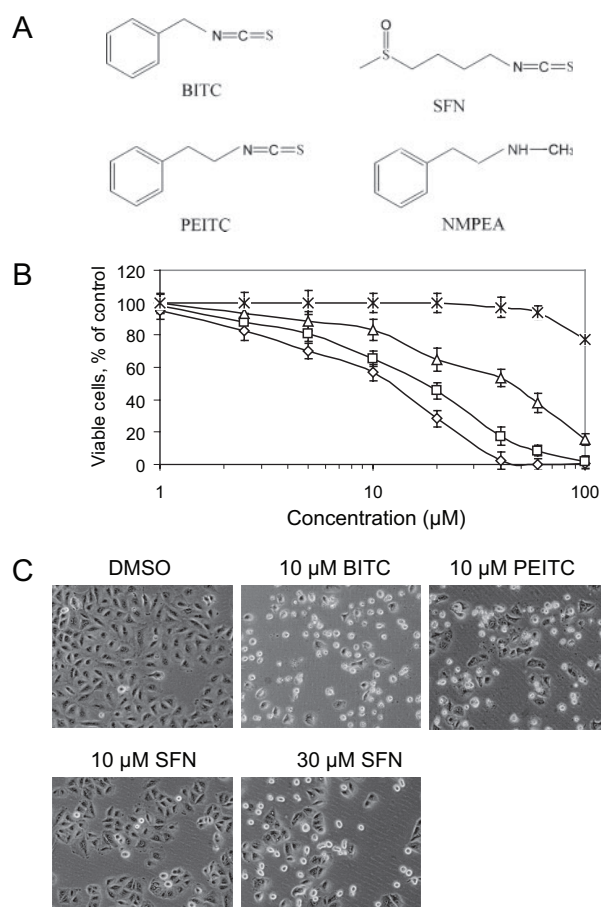 A
N=C=S
BITC
O
S
N=C=S
SFN
N=C=S
PEITC
NH—CH₃
NMPEA
B
Viable cells, % of control
120
100
80
60
40
20
0
1
10
100
Concentration (µM)
C
DMSO
10 µM BITC
10 µM PEITC
10 µM SFN
30 µM SFN